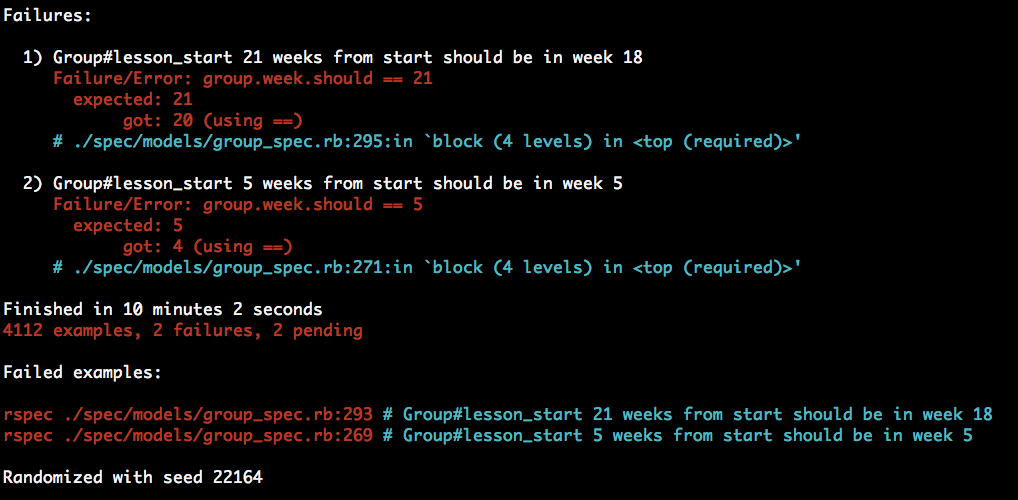 Failures:
1) Group#lesson_start 21 weeks from start should be in week 18
Failure/Error: group.week.should == 21
expected: 21
got: 20 (using ==)
# ./spec/models/group_spec.rb:295:in `block (4 levels) in <top (required)>'
2) Group#lesson_start 5 weeks from start should be in week 5
Failure/Error: group.week.should == 5
expected: 5
got: 4 (using ==)
# ./spec/models/group_spec.rb:271:in `block (4 levels) in <top (required)>'
Finished in 10 minutes 2 seconds
4112 examples, 2 failures, 2 pending
Failed examples:
rspec ./spec/models/group_spec.rb:293 # Group#lesson_start 21 weeks from start should be in week 18
rspec ./spec/models/group_spec.rb:269 # Group#lesson_start 5 weeks from start should be in week 5
Randomized with seed 22164